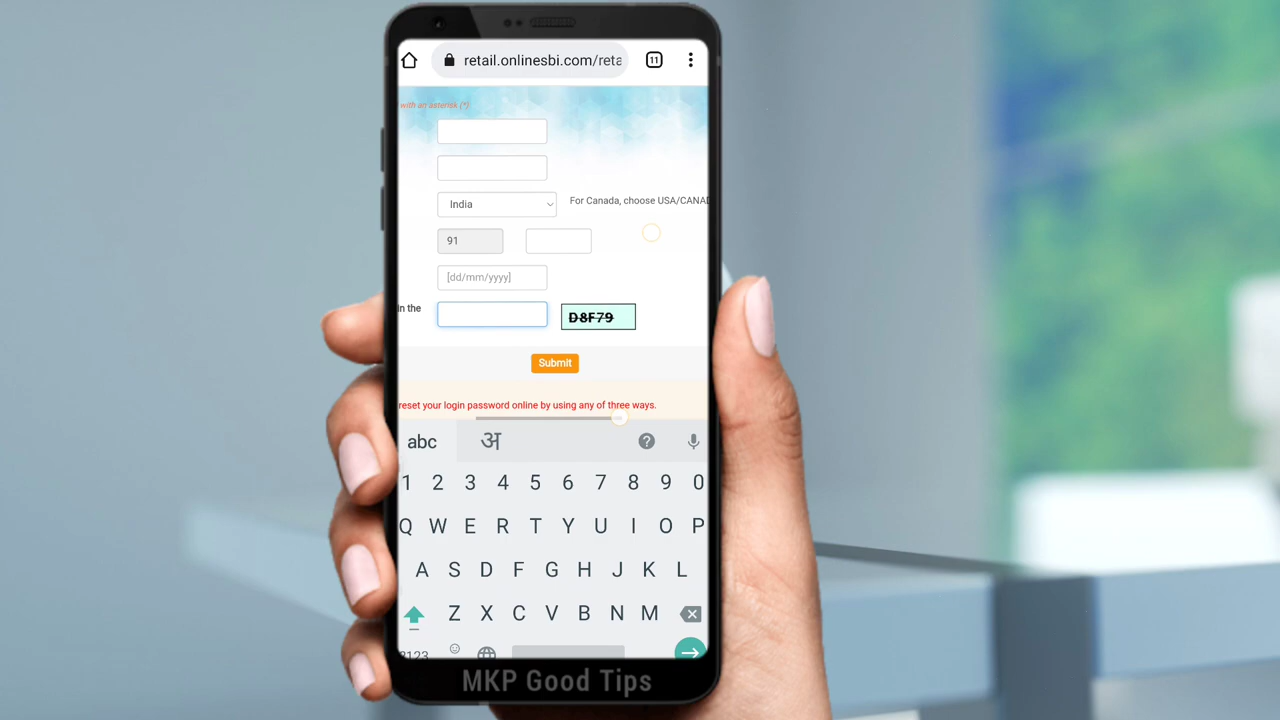 retail.onlinesbi.com/reta
11
with an asterisk (*)
India
For Canada, choose USA/CANAD
91
[dd/mm/yyyy]
in the
D8F79
Submit
reset your login password online by using any of three ways.
abc
अ
?
1 2 3 4 5 6 7 8 9 0
Q W E R T Y U I O P
A S D F G H J K L
Z X C V B N M
?123
MKP Good Tips